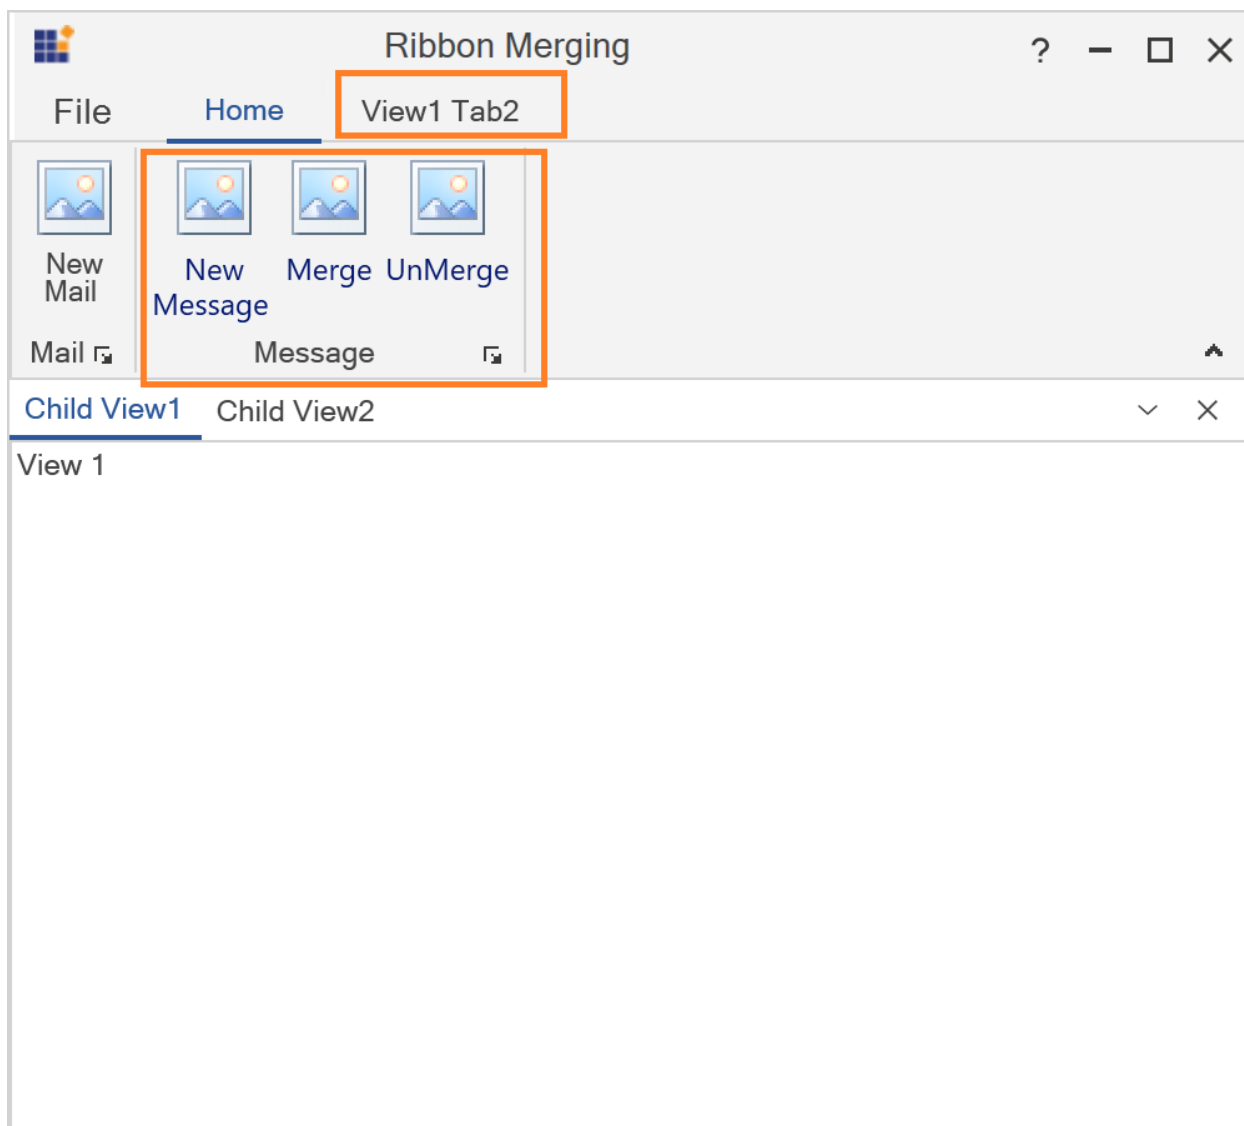 Ribbon Merging
?
File Home View1 Tab2
New
Mail
New
Message
Merge
UnMerge
Mail
Message
Child View1 Child View2
View 1